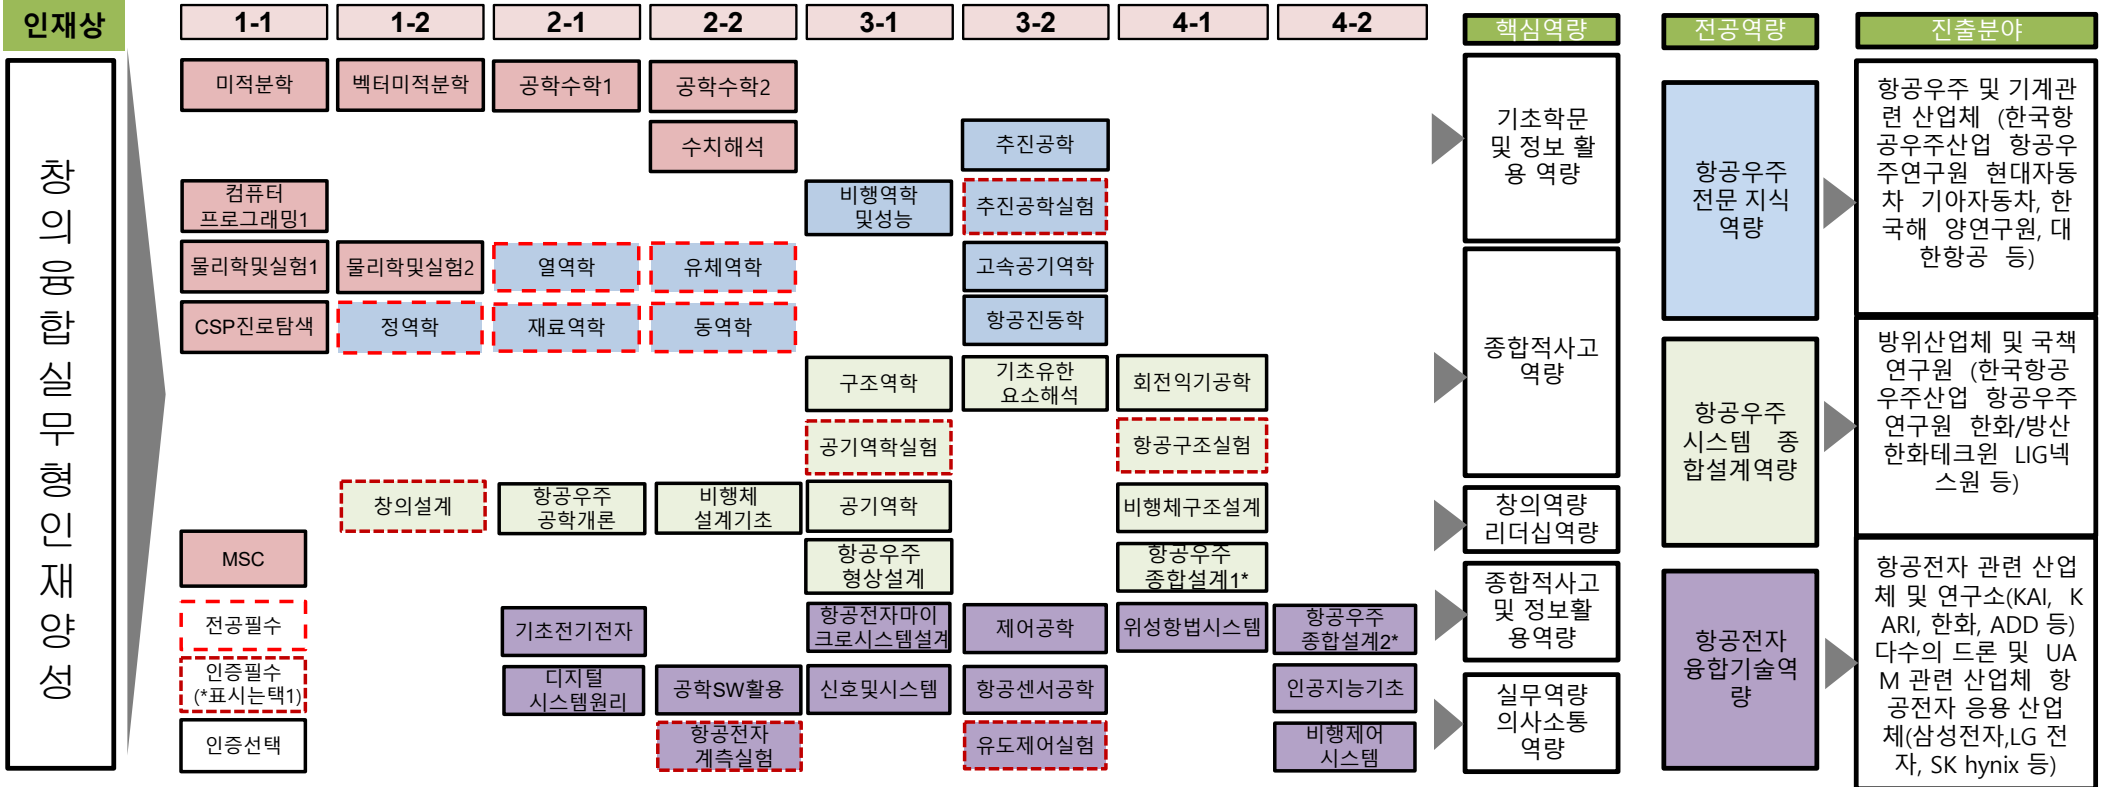 인재상
1-1
1-2
2-1
2-2
3-1
3-2
4-1
4-2
핵심역량
전공역량
진출분야
창
의
융
합
실
무
형
인
재
양
성
미적분학
벡터미적분학
공학수학1
공학수학2
수치해석
추진공학
컴퓨터
프로그래밍1
비행역학
및성능
추진공학실험
물리학및실험1
물리학및실험2
열역학
유체역학
고속공기역학
CSP진로탐색
정역학
재료역학
동역학
항공진동학
구조역학
기초유한
요소해석
회전익기공학
공기역학실험
항공구조실험
창의설계
항공우주
공학개론
비행체
설계기초
공기역학
비행체구조설계
MSC
항공우주
형상설계
항공우주
종합설계1*
전공필수
기초전기전자
항공전자마이
크로시스템설계
제어공학
위성항법시스템
항공우주
종합설계2*
인증필수
(*표시는택1)
디지털
시스템원리
공학SW활용
신호및시스템
항공센서공학
인공지능기초
인증선택
항공전자
계측실험
유도제어실험
비행제어
시스템
기초학문
및 정보 활
용 역량
종합적사고
역량
창의역량
리더십역량
종합적사고
및 정보활
용역량
실무역량
의사소통
역량
항공우주
전문 지식
역량
항공우주
시스템 종
합설계역량
항공전자
융합기술역
량
항공우주 및 기계관
련 산업체 (한국항
공우주산업 항공우
주연구원 현대자동
차 기아자동차, 한
국해 양연구원, 대
한항공 등)
방위산업체 및 국책
연구원 (한국항공
우주산업 항공우주
연구원 한화/방산
한화테크윈 LIG넥
스원 등)
항공전자 관련 산업
체 및 연구소(KAI, K
ARI, 한화, ADD 등)
다수의 드론 및 UA
M 관련 산업체 항
공전자 응용 산업
체(삼성전자,LG 전
자, SK hynix 등)